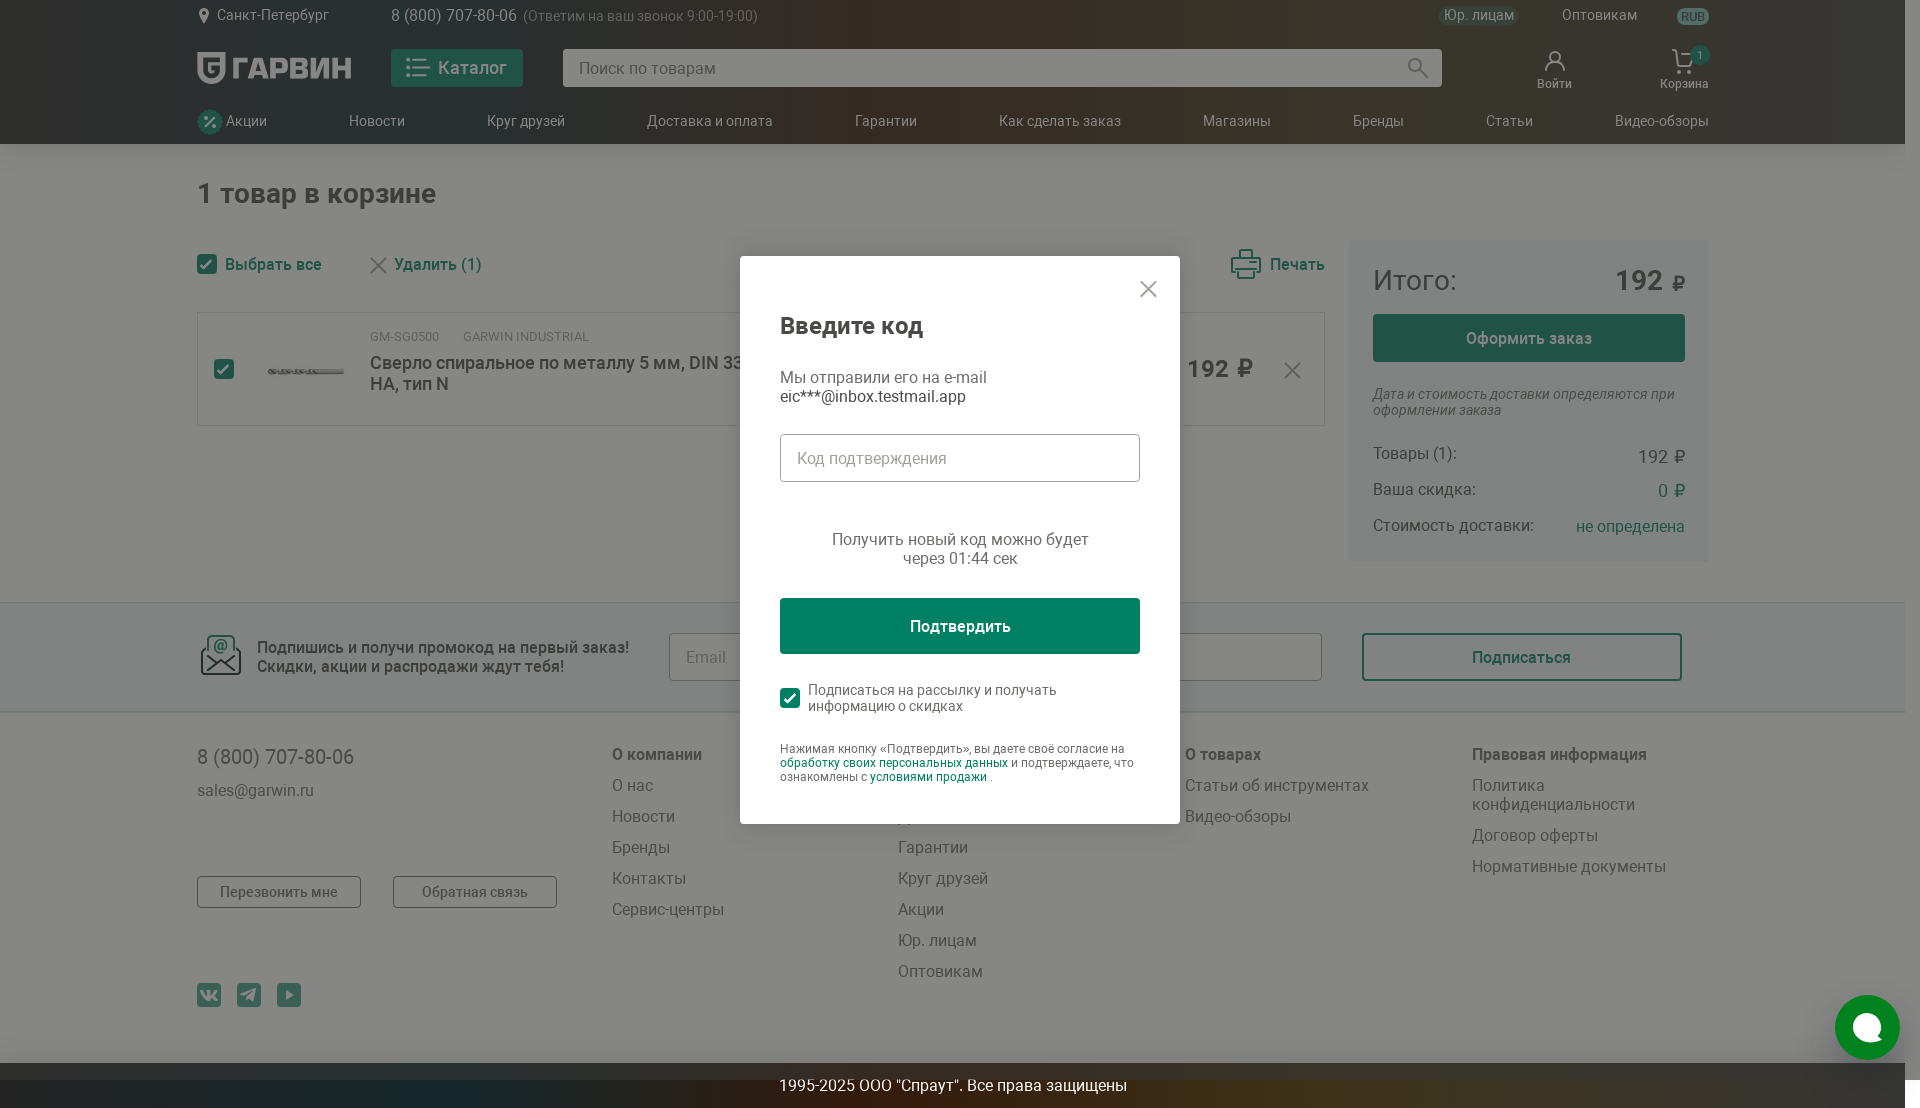 Санкт-Петербург
8 (800) 707-80-06 (Ответим на ваш звонок 9:00-19:00)
Юр. лицам
Оптовикам
RUB
ГАРВИН
Каталог
Поиск по товарам
Войти
1
Корзина
Акции
Новости
Круг друзей
Доставка и оплата
Гарантии
Как сделать заказ
Магазины
Бренды
Статьи
Видео-обзоры
1 товар в корзине
Выбрать все
Удалить (1)
Печать
GM-SG0500
GARWIN INDUSTRIAL
Сверло спиральное по металлу 5 мм, DIN 33
HA, тип N
192 ₽
Итого:
192 ₽
Оформить заказ
Дата и стоимость доставки определяются при
оформлении заказа
Товары (1):
192 ₽
Ваша скидка:
0 ₽
Стоимость доставки:
не определена
Введите код
Мы отправили его на e-mail
eic***@inbox.testmail.app
Код подтверждения
Получить новый код можно будет
через 01:44 сек
Подтвердить
Подписаться на рассылку и получать
информацию о скидках
Нажимая кнопку «Подтвердить», вы даете своё согласие на
обработку своих персональных данных и подтверждаете, что
ознакомлены с условиями продажи .
Подпишись и получи промокод на первый заказ!
Скидки, акции и распродажи ждут тебя!
Email
Подписаться
8 (800) 707-80-06
sales@garwin.ru
Перезвонить мне
Обратная связь
О компании
О нас
Новости
Бренды
Контакты
Сервис-центры
Гарантии
Круг друзей
Акции
Юр. лицам
Оптовикам
О товарах
Статьи об инструментах
Видео-обзоры
Правовая информация
Политика
конфиденциальности
Договор оферты
Нормативные документы
1995-2025 ООО "Спраут". Все права защищены